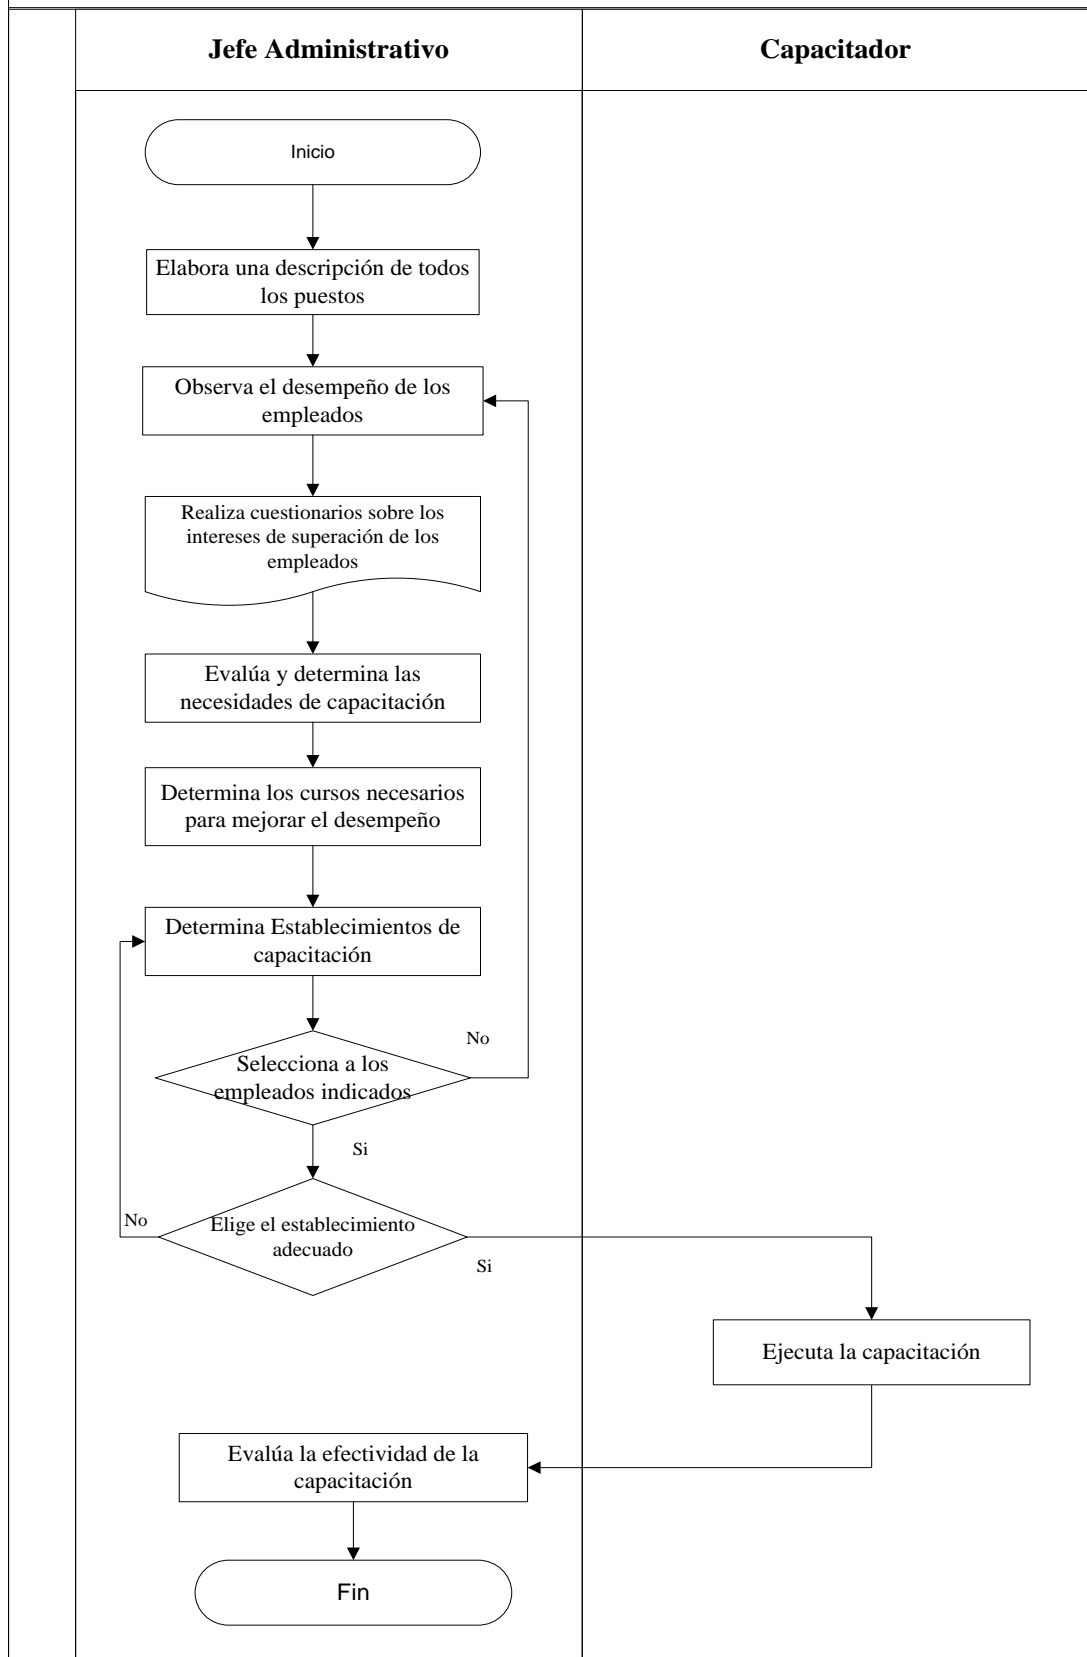 Jefe Administrativo
Capacitador
Inicio
Elabora una descripción de todos
los puestos
Observa el desempeño de los
empleados
Realiza cuestionarios sobre los
intereses de superación de los
empleados
Evalúa y determina las
necesidades de capacitación
Determina los cursos necesarios
para mejorar el desempeño
Determina Establecimientos de
capacitación
No
Selecciona a los
empleados indicados
Si
No
Elige el establecimiento
adecuado
Si
Ejecuta la capacitación
Evalúa la efectividad de la
capacitación
Fin